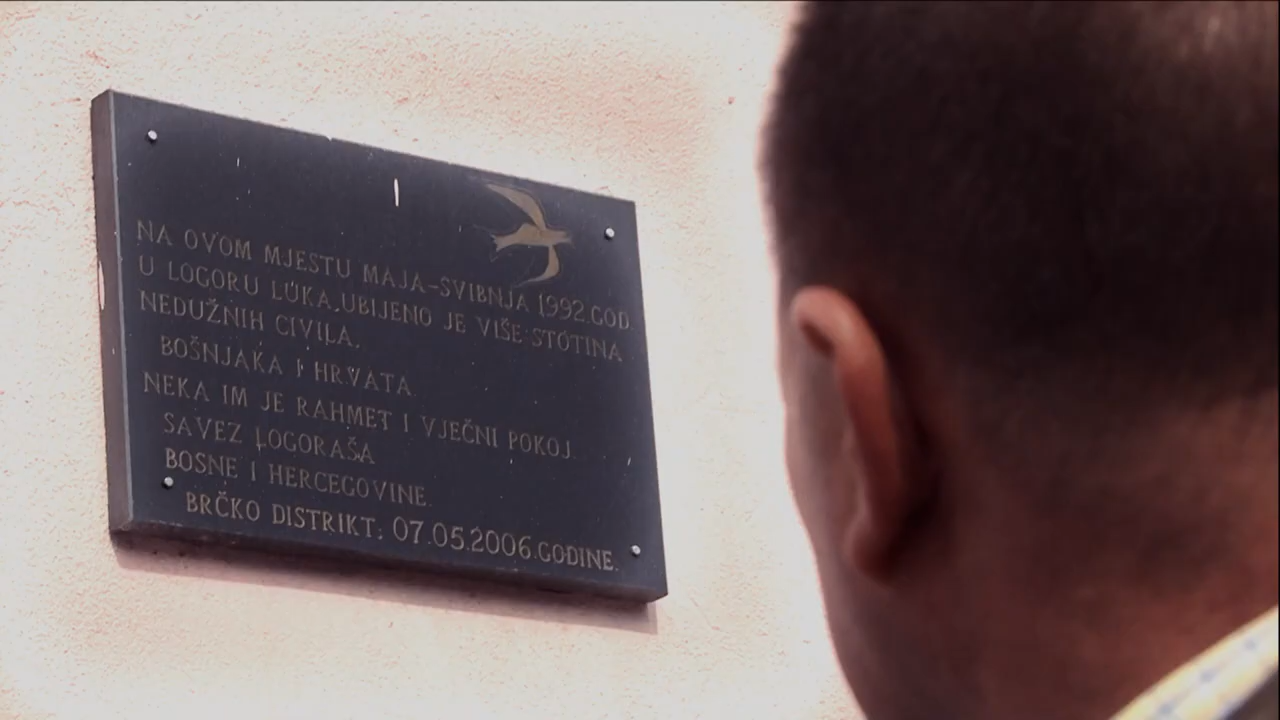 NA OVOM MJESTU MAJA-SVIBNJA 1992.GOD.
U LOGORU LUKA, UBIJENO JE VIŠE STOTINA
NEDUŽNIH CIVILA,
BOŠNJAKA I HRVATA
NEKA IM JE RAHMET I VJEČNI POKOJ.
SAVEZ LOGORAŠA
BOSNE I HERCEGOVINE.
BRČKO DISTRIKT: 07.05.2006.GODINE.